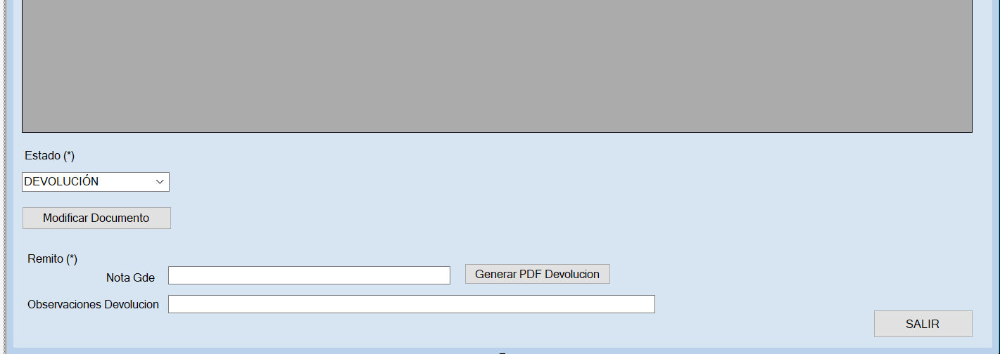 Estado (*)
DEVOLUCIÓN
Modificar Documento
Remito (*)
Nota Gde
Generar PDF Devolucion
Observaciones Devolucion
SALIR